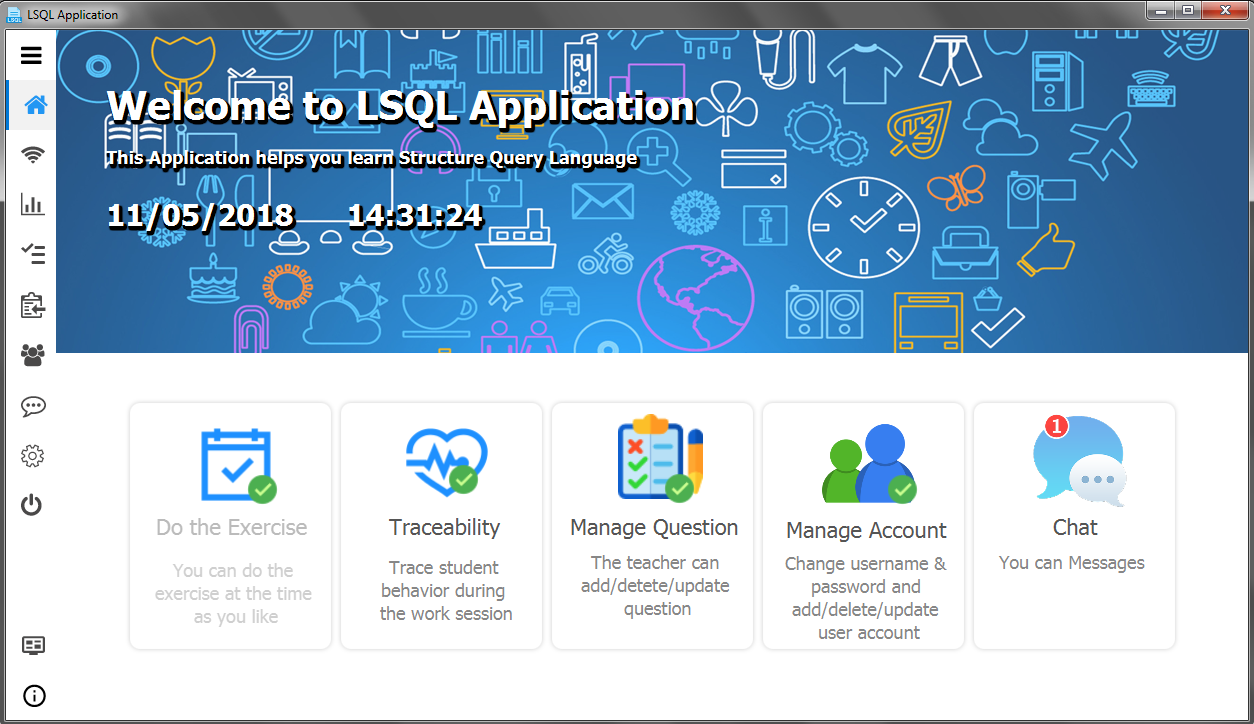 LSQL Application
Welcome to LSQL Application
This Application helps you learn Structure Query Language
11/05/2018 14:31:24
Do the Exercise
You can do the
exercise at the time
as you like
Traceability
Trace student
behavior during
the work session
Manage Question
The teacher can
add/detete/update
question
Manage Account
Change username &
password and
add/delete/update
user account
1
Chat
You can Messages